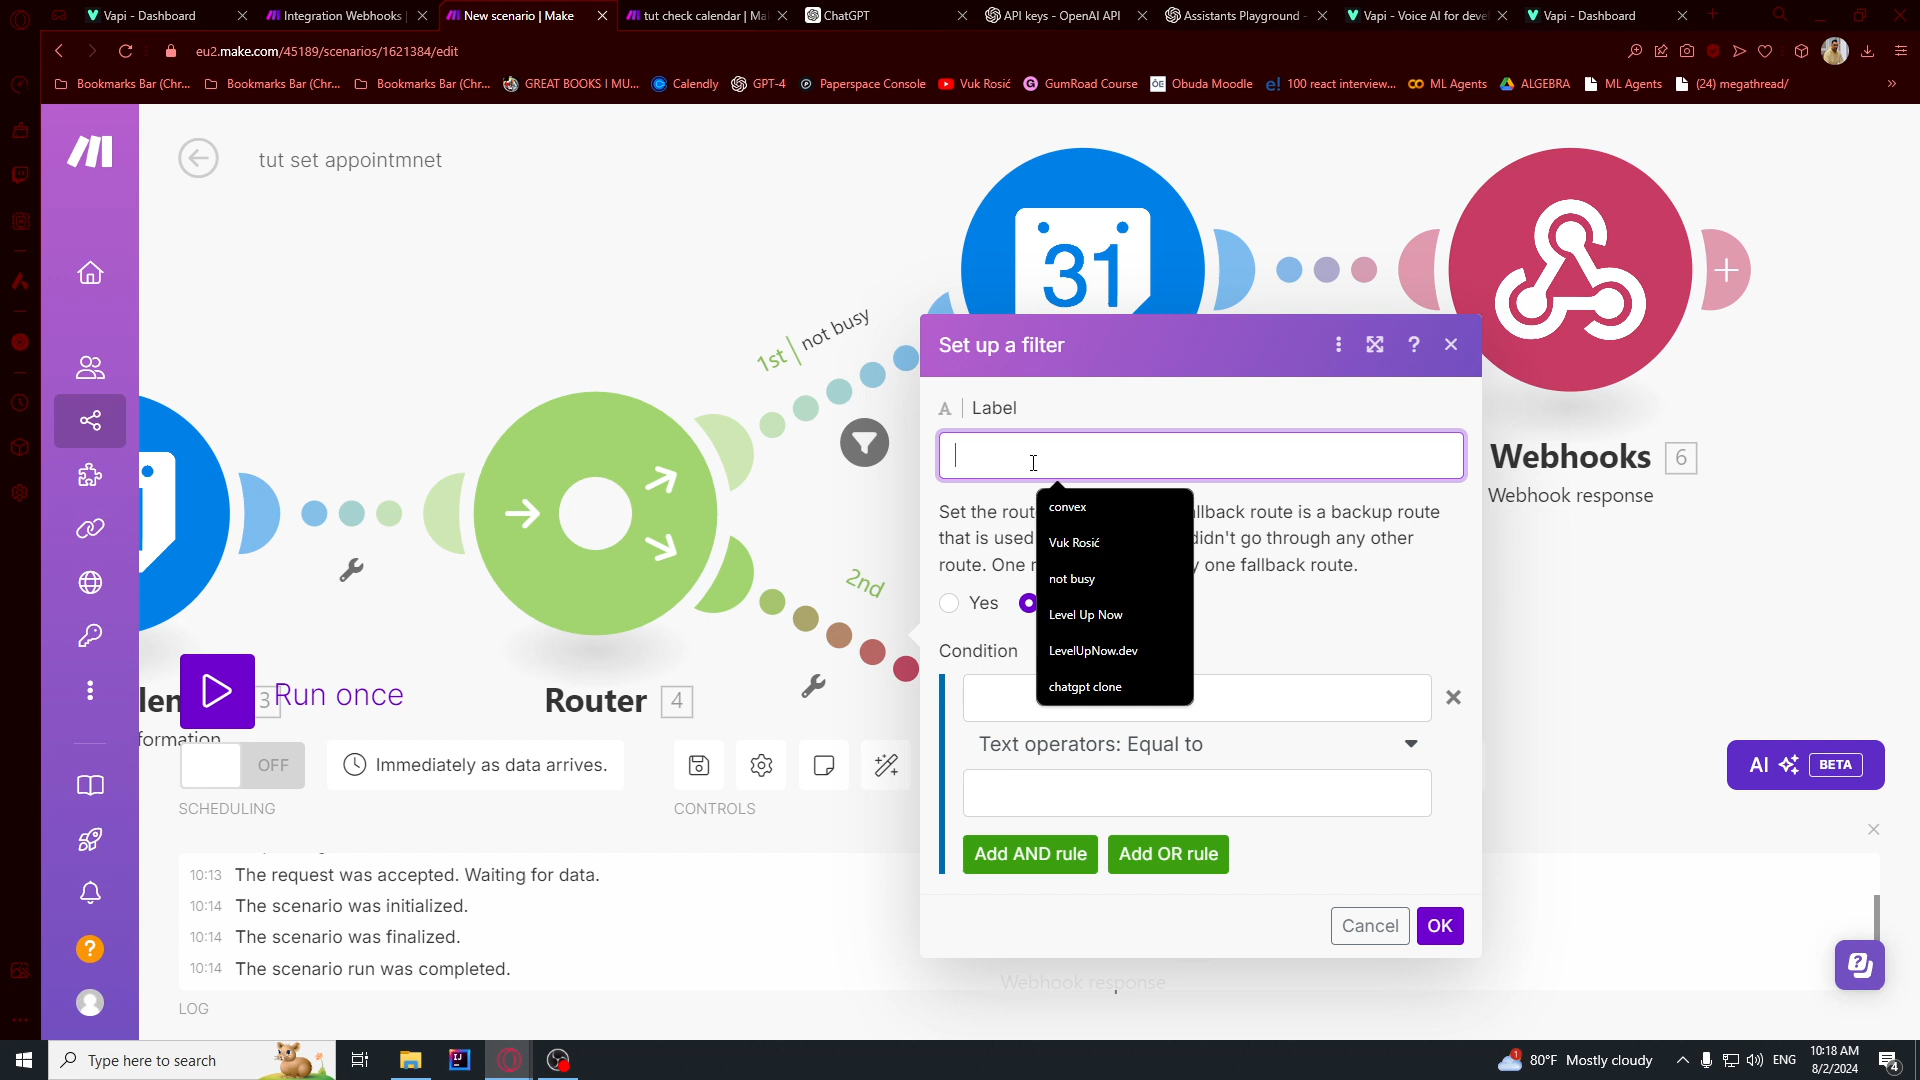 Vapi - Dashboard
Integration Webhooks
New scenario | Make
tut check calendar | Ma
ChatGPT
API keys - OpenAI API
Assistants Playground -
Vapi - Voice AI for deve
Vapi - Dashboard
eu2.make.com/45189/scenarios/1621384/edit
Bookmarks Bar (Chr...
Bookmarks Bar (Chr...
Bookmarks Bar (Chr...
GREAT BOOKS I MU...
Calendly
GPT-4
Paperspace Console
Vuk Rosić
GumRoad Course
Obuda Moodle
100 react interview...
ML Agents
ALGEBRA
ML Agents
(24) megathread/
tut set appointmnet
31
1st | not busy
2nd
Set up a filter
A | Label
convex
Vuk Rosić
not busy
Level Up Now
LevelUpNow.dev
chatgpt clone
Set the rout
llback route is a backup route
that is used
didn't go through any other
route. One r
y one fallback route.
Yes
Condition
Text operators: Equal to
Add AND rule
Add OR rule
Cancel
OK
Webhooks 6
Webhook response
Router 4
len 3
formation
Run once
OFF
SCHEDULING
Immediately as data arrives.
CONTROLS
AI BETA
10:13 The request was accepted. Waiting for data.
10:14 The scenario was initialized.
10:14 The scenario was finalized.
10:14 The scenario run was completed.
LOG
Webhook response
Type here to search
80°F Mostly cloudy
ENG
10:18 AM
8/2/2024
4